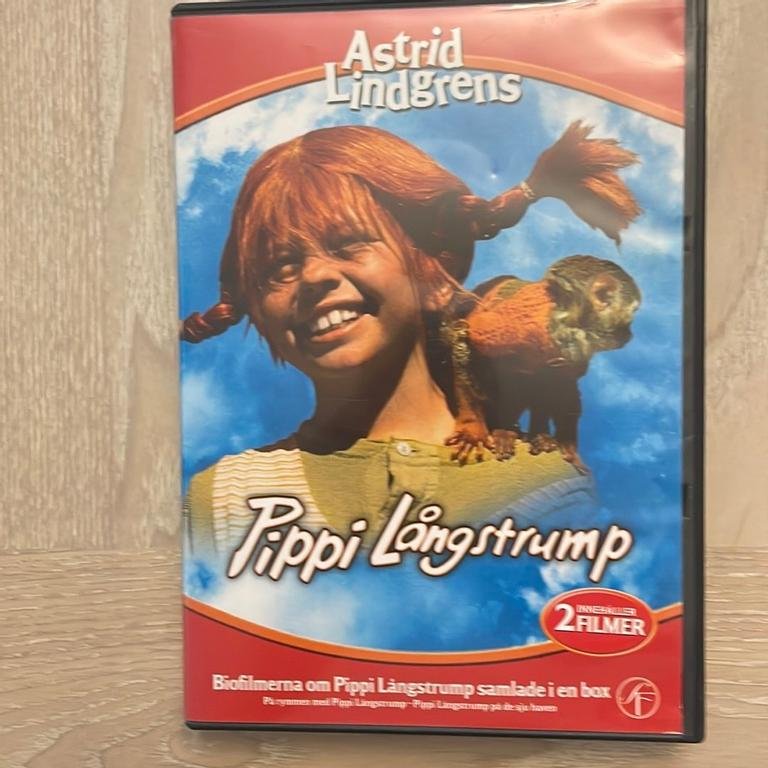 Astrid
Lindgrens
Pippi Långstrump
INNEHÅLLER
2 FILMER
Biofilmerna om Pippi Långstrump samlade i en box
SF
På rymmen med Pippi Långstrump - Pippi Långstrump på de sju haven